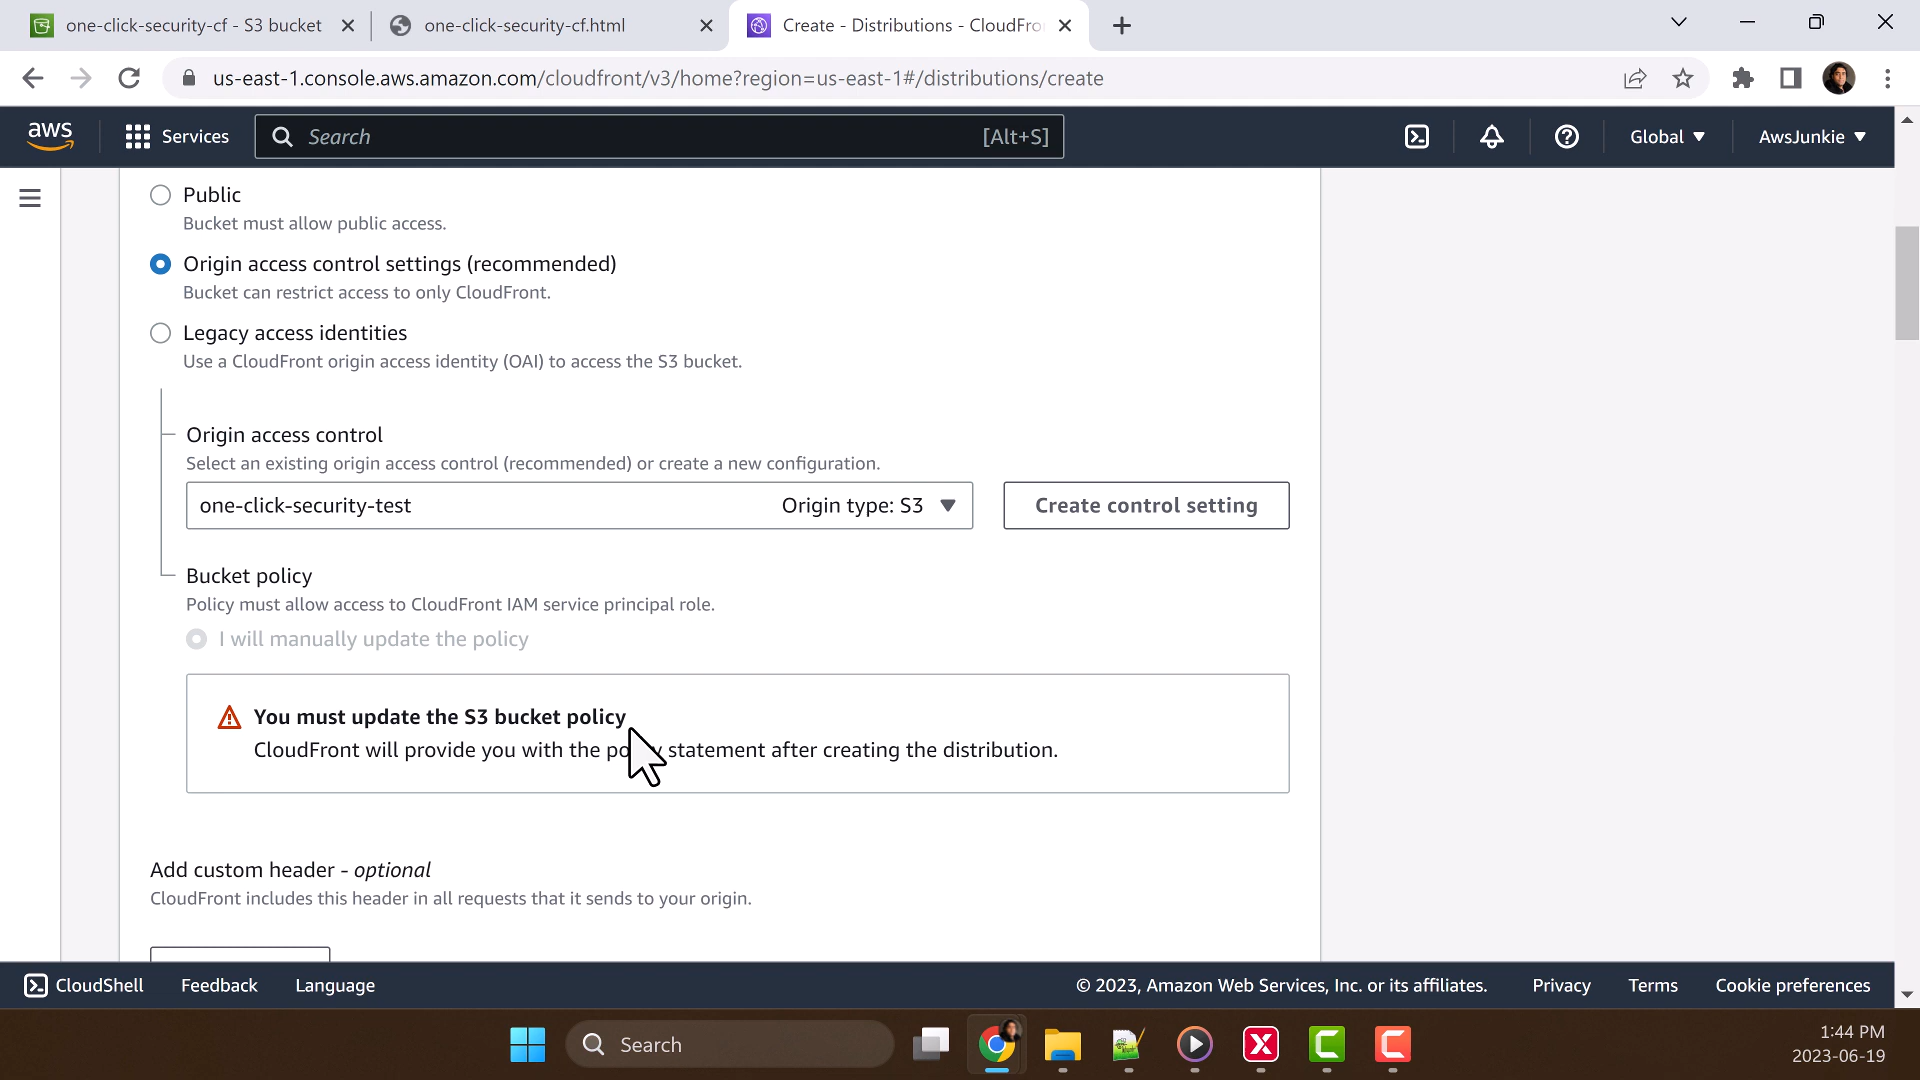 one-click-security-cf - S3 bucket
one-click-security-cf.html
Create - Distributions - CloudFro
us-east-1.console.aws.amazon.com/cloudfront/v3/home?region=us-east-1#/distributions/create
aws
Services
Search
[Alt+S]
Global
AwsJunkie
Public
Bucket must allow public access.
Origin access control settings (recommended)
Bucket can restrict access to only CloudFront.
Legacy access identities
Use a CloudFront origin access identity (OAI) to access the S3 bucket.
Origin access control
Select an existing origin access control (recommended) or create a new configuration.
one-click-security-test
Origin type: S3
Create control setting
Bucket policy
Policy must allow access to CloudFront IAM service principal role.
I will manually update the policy
You must update the S3 bucket policy
CloudFront will provide you with the policy statement after creating the distribution.
Add custom header - optional
CloudFront includes this header in all requests that it sends to your origin.
CloudShell
Feedback
Language
© 2023, Amazon Web Services, Inc. or its affiliates.
Privacy
Terms
Cookie preferences
Search
1:44 PM
2023-06-19